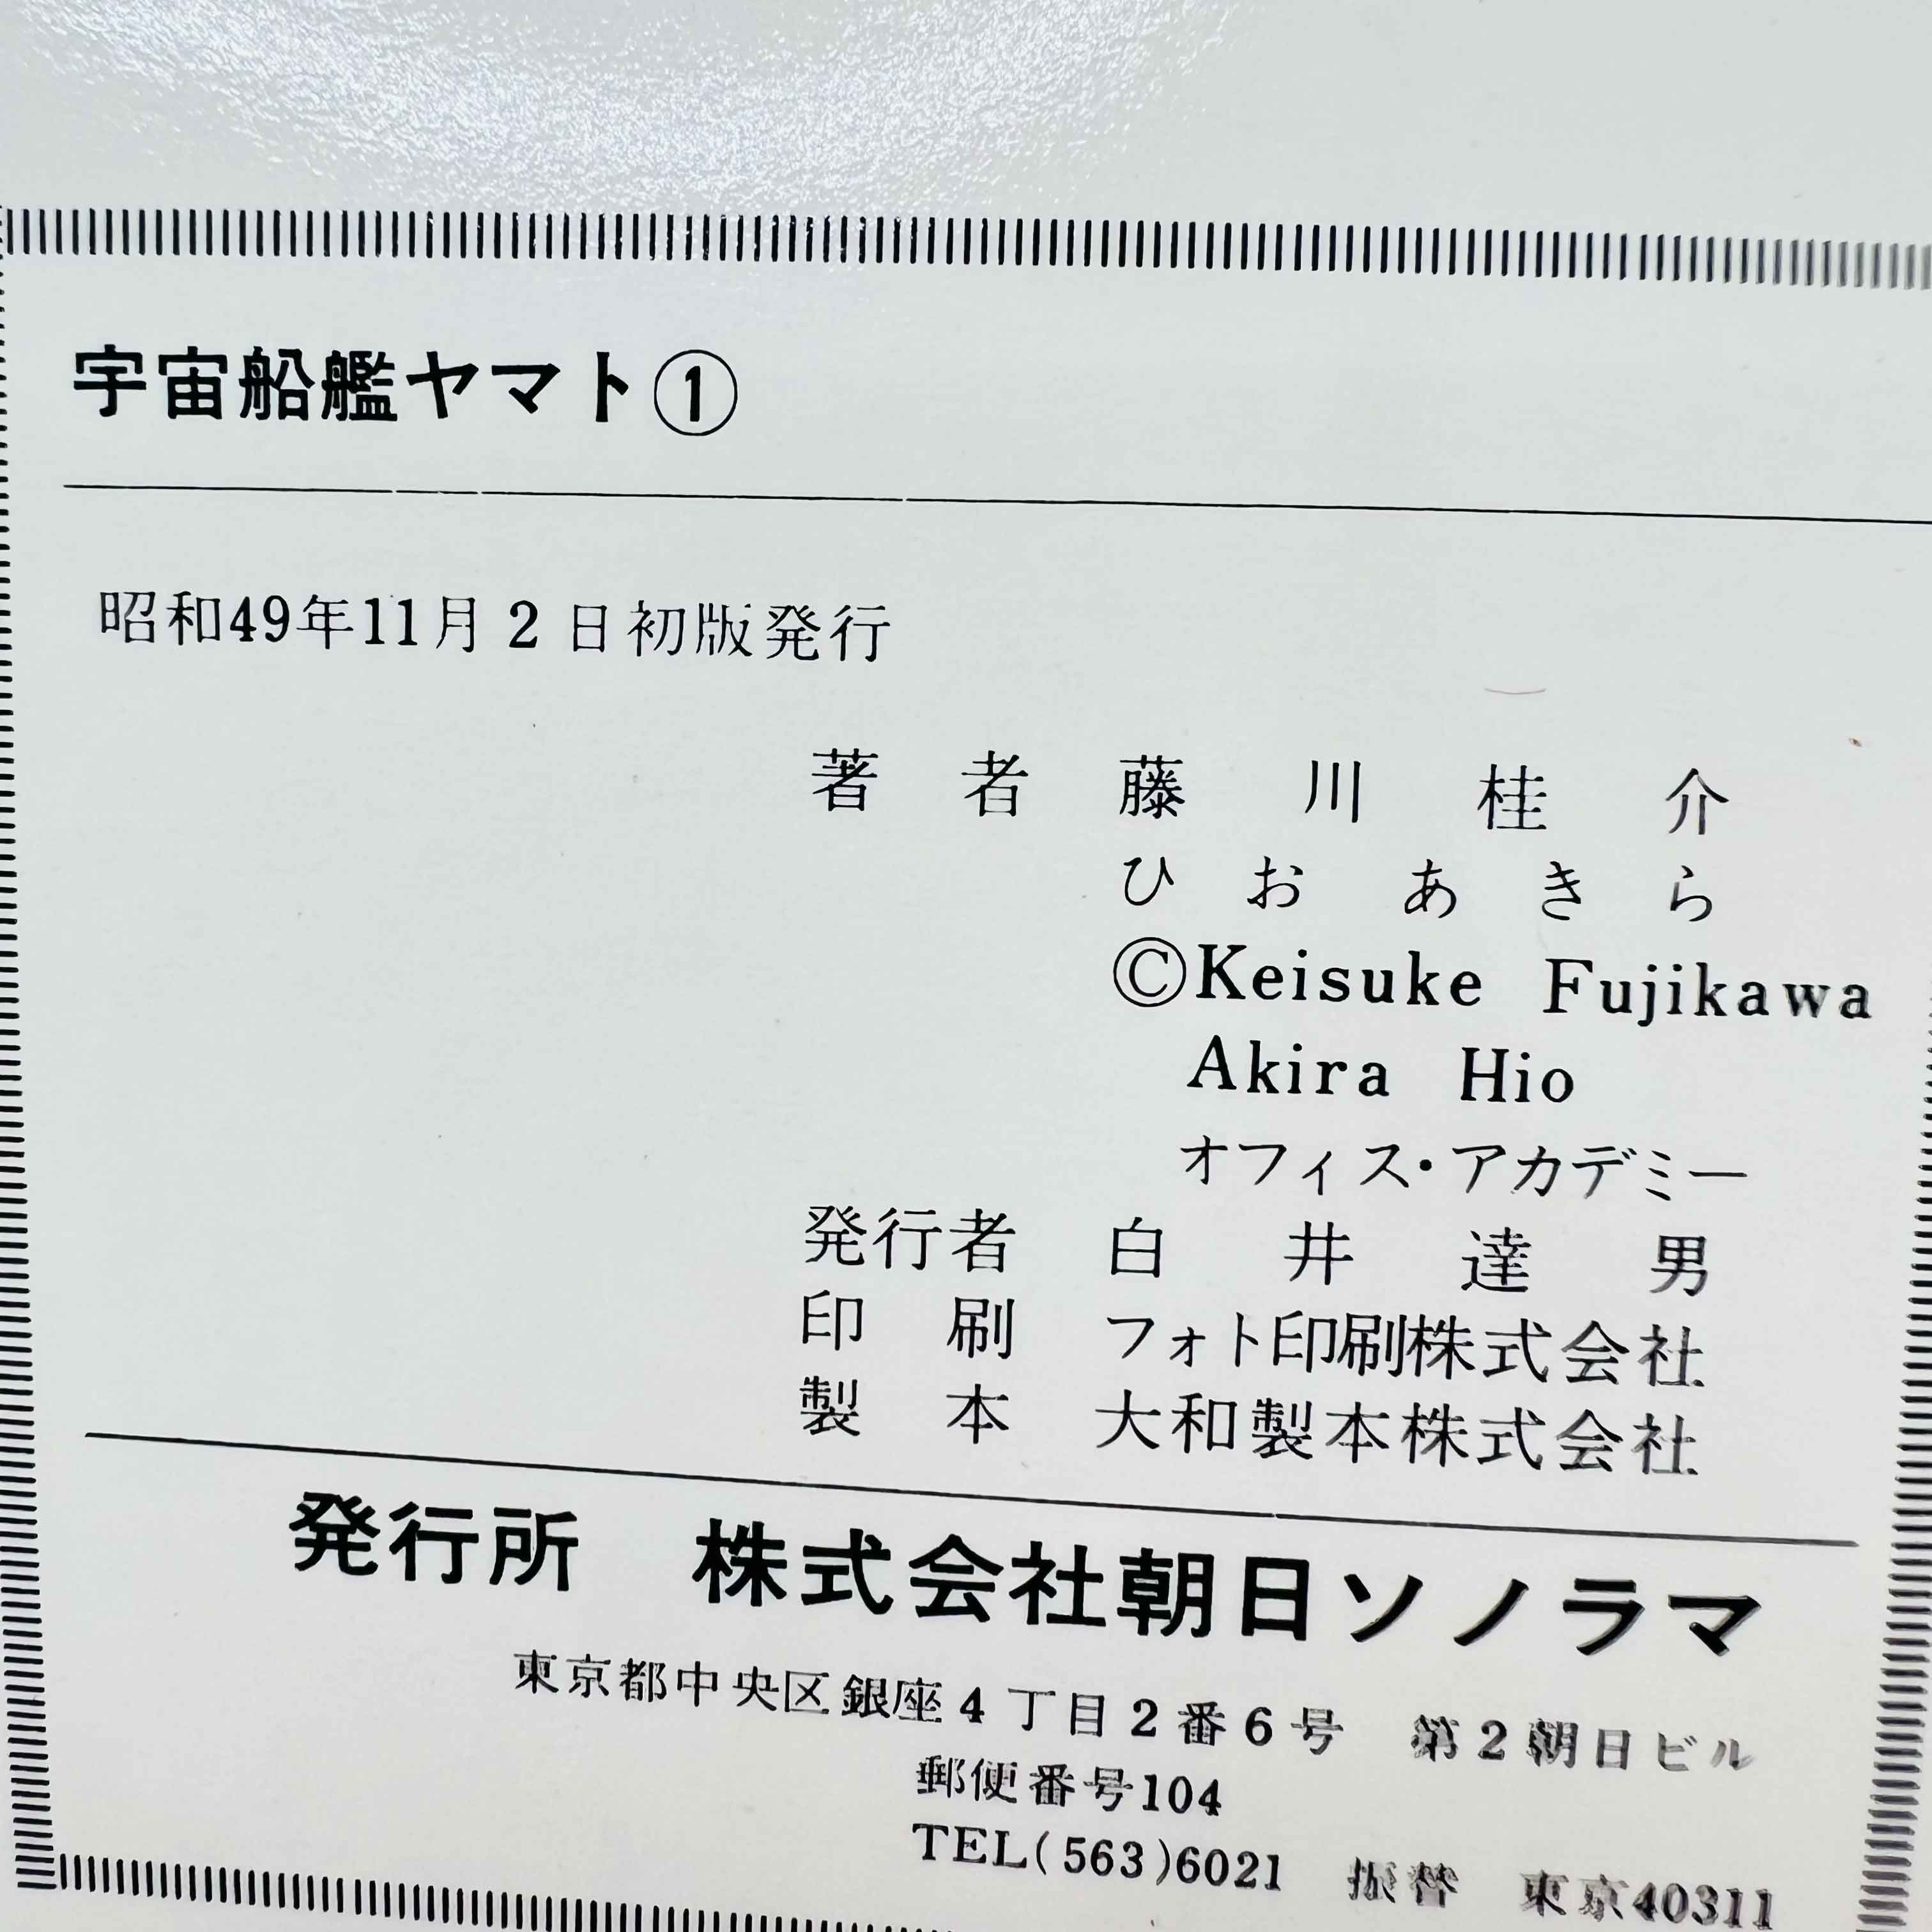 宇宙船艦ヤマト①
昭和49年11月2日初版発行
著者 藤川桂介
ひおあきら
©Keisuke Fujikawa
Akira Hio
オフィス・アカデミー
発行者 白井達男
印刷 フォト印刷株式会社
製本 大和製本株式会社
発行所 株式会社朝日ソノラマ
東京都中央区銀座4丁目2番6号 第2朝日ビル
郵便番号104
TEL(563)6021 振替 東京40311